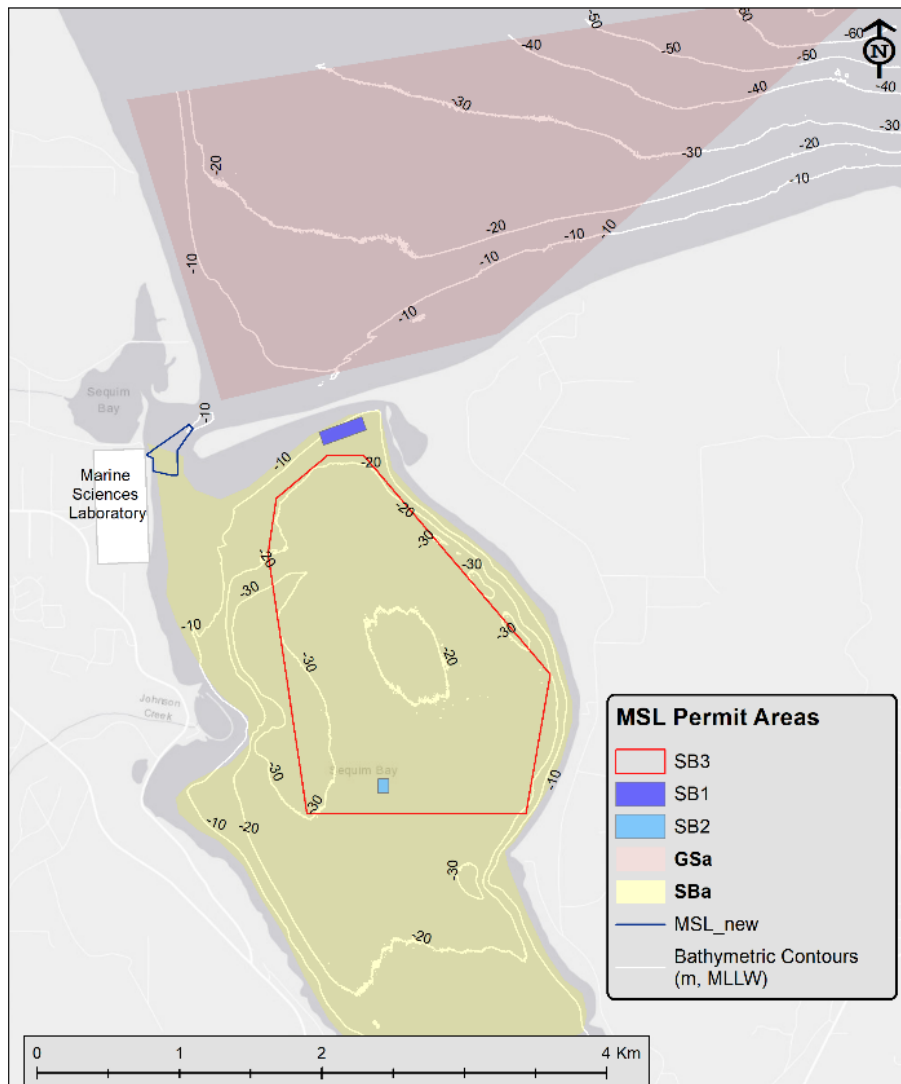 -50
-60
-60
N
-40
-50
-60
-40
-40
-30
-30
-30
-20
-20
-10
-20
-10
-10
-10
-10
-10
-10
Sequim
Bay
-10
Marine
Sciences
Laboratory
-10
-20
-20
-30
-20
-30
-30
-10
-30
-30
-20
Johnson
Creek
-30
Sequim Bay
-30
-10
-10
-20
-30
-20
MSL Permit Areas
SB3
SB1
SB2
GSa
SBa
MSL_new
Bathymetric Contours
(m, MLLW)
0 1 2 4 Km